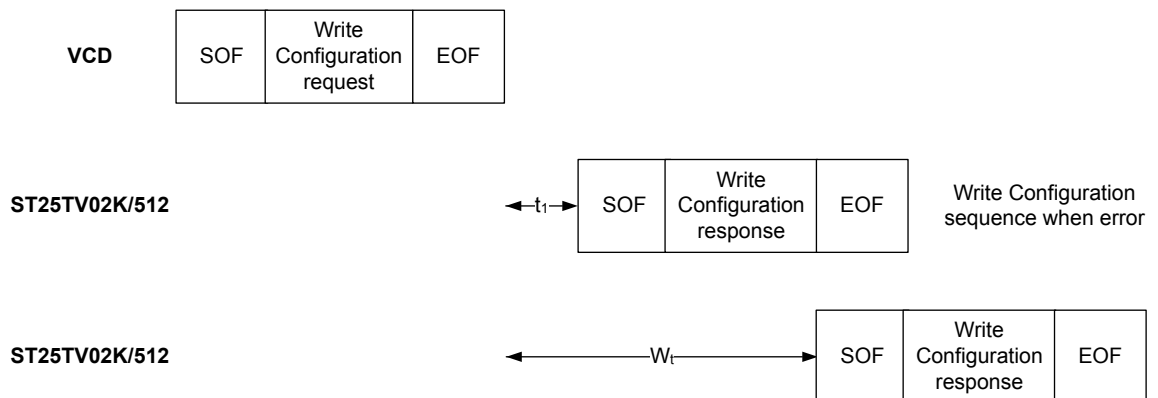 VCD
SOF
Write
Configuration
request
EOF
ST25TV02K/512
t1
SOF
Write
Configuration
response
EOF
Write Configuration
sequence when error
ST25TV02K/512
Wt
SOF
Write
Configuration
response
EOF